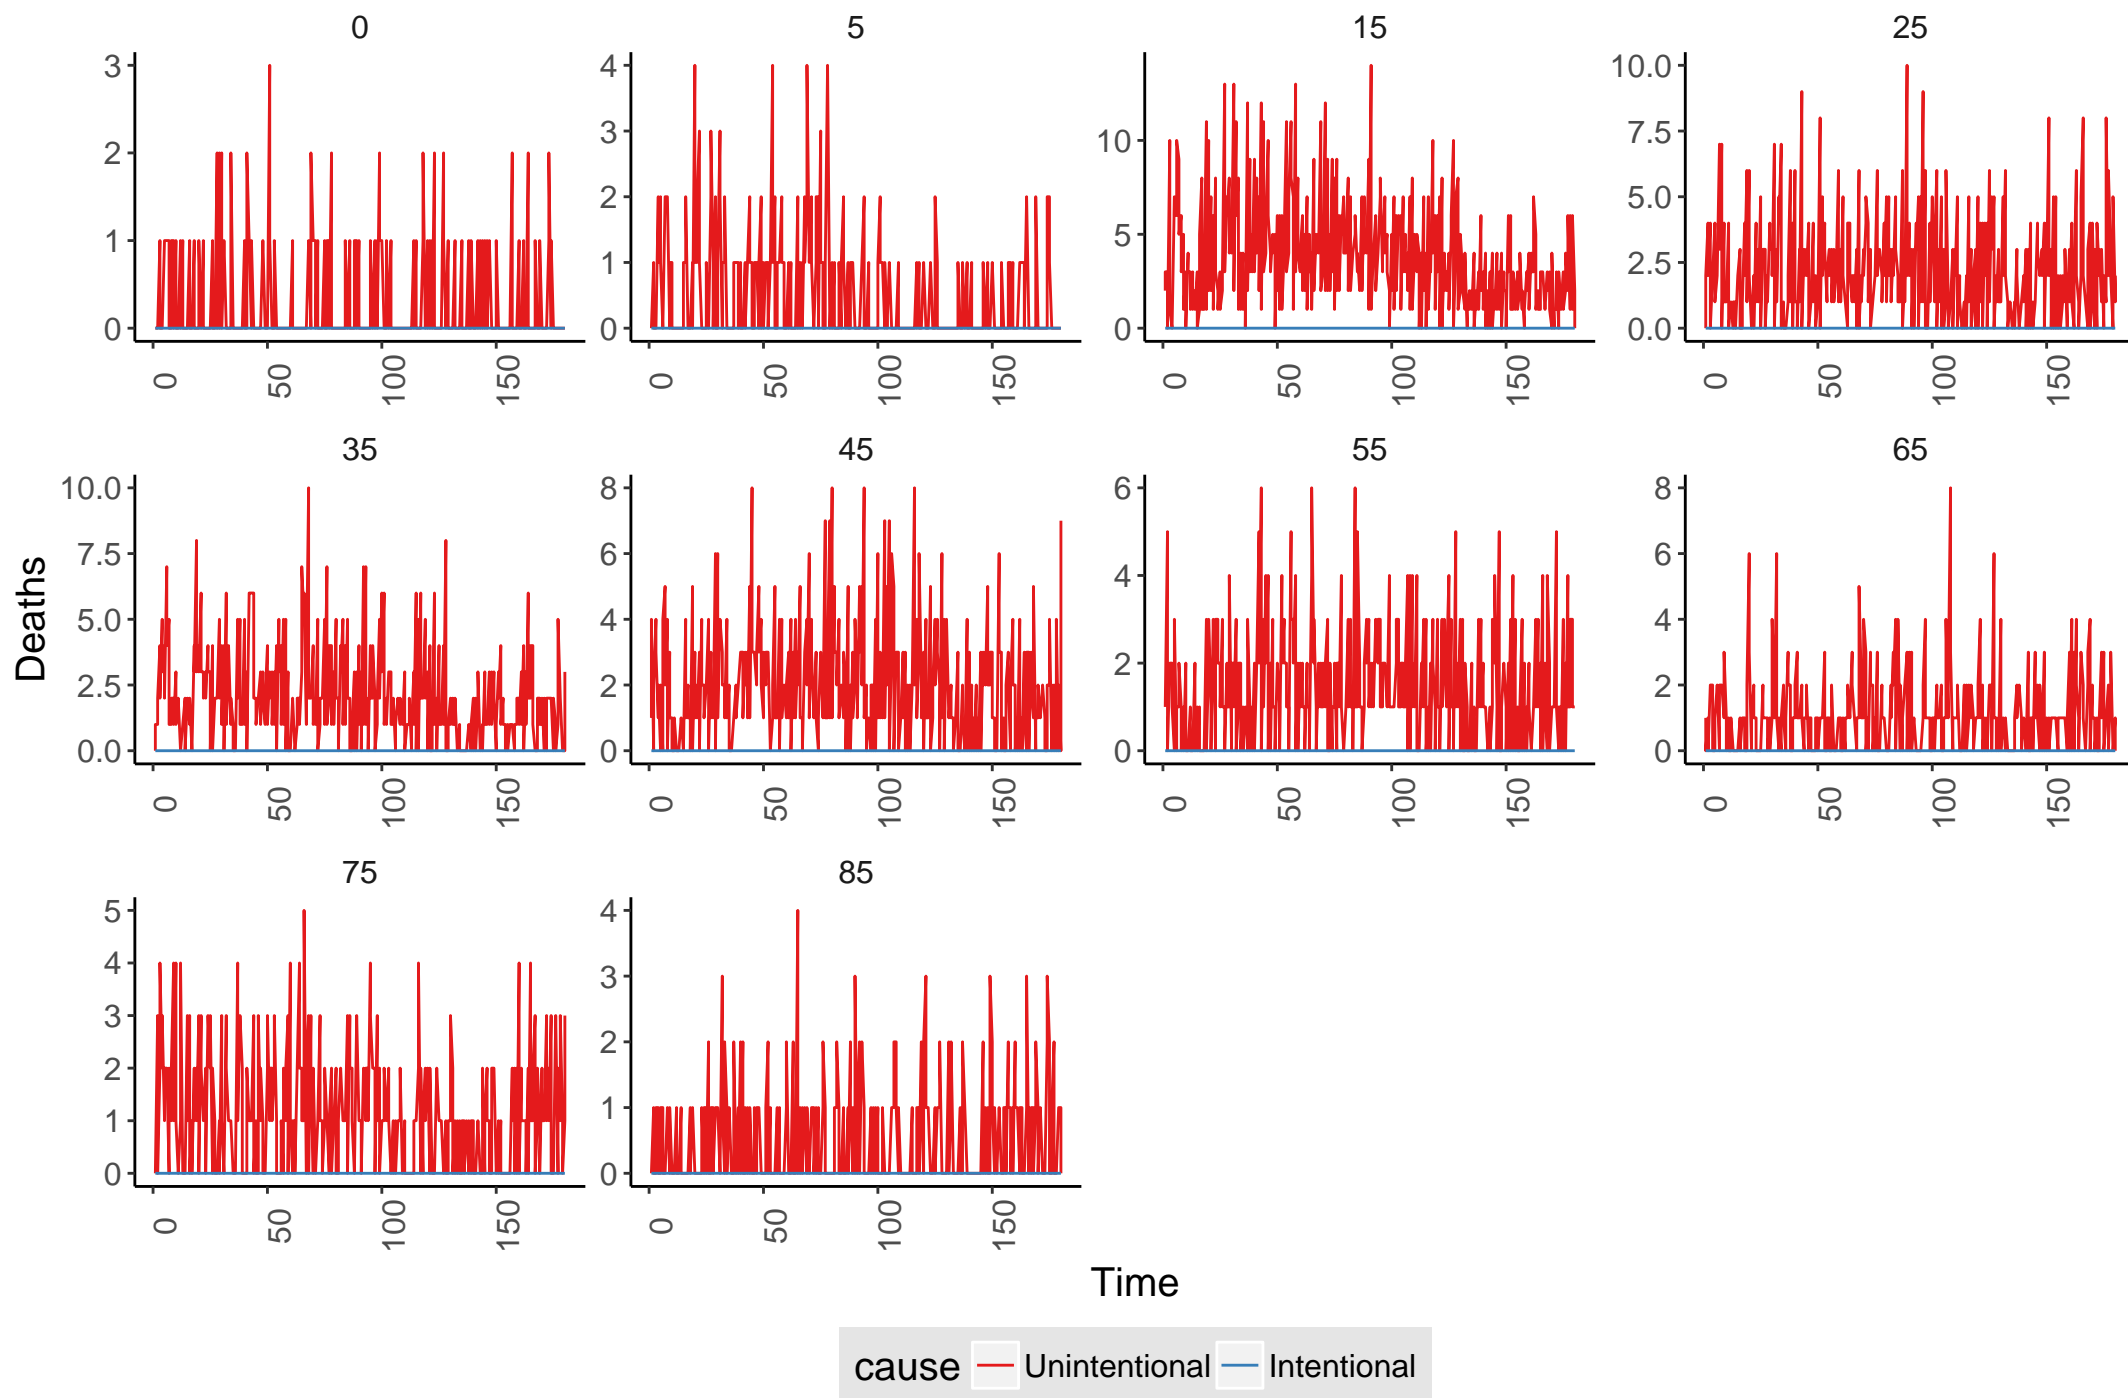 0 5 15 25
3 4 10.0
2 3 10 7.5
1 2 5 5.0
0 1 0 2.5
0 0.0
0 50 100 150 0 50 100 150 0 50 100 150 0 50 100 150
35 45 55 65
10.0 8 6 8
7.5 6 4 6
5.0 4 2 4
2.5 2 0 2
0.0 0 0
0 50 100 150 0 50 100 150 0 50 100 150 0 50 100 150
Deaths
75 85
5 4
4 3
3 2
2 1
1 0
0
0 50 100 150 0 50 100 150
Time
cause Unintentional Intentional